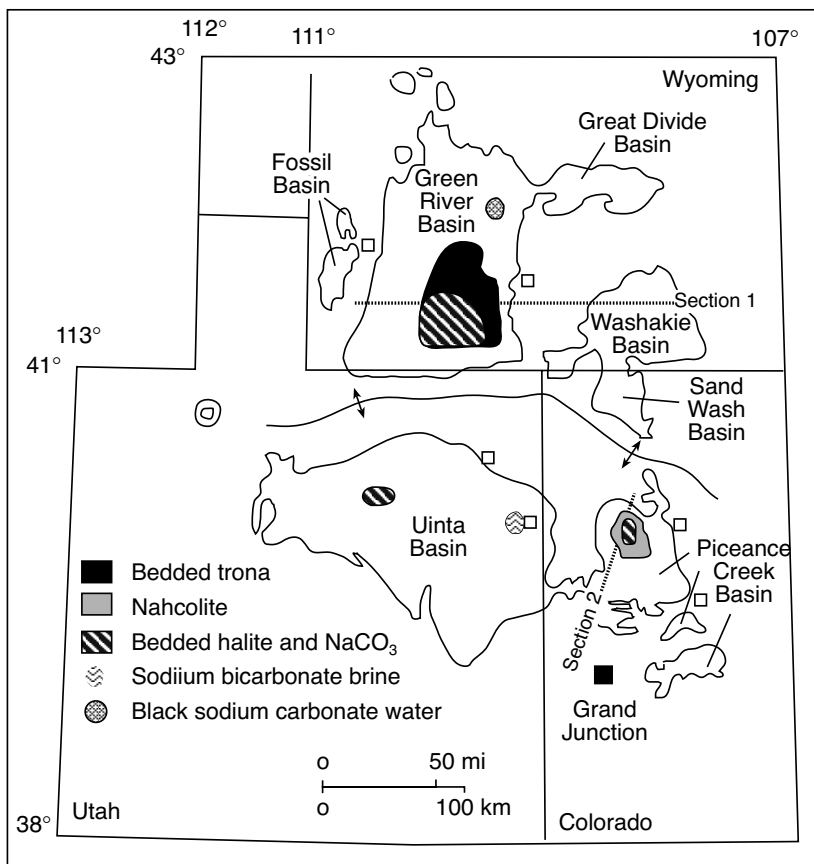 112°
111°
107°
43°
Wyoming
Great Divide
Basin
Fossil
Basin
Green
River
Basin
Section 1
Washakie
Basin
113°
41°
Sand
Wash
Basin
Uinta
Basin
Piceance
Creek
Basin
Section 2
Bedded trona
Nahcolite
Bedded halite and NaCO₃
Sodiium bicarbonate brine
Black sodium carbonate water
Grand
Junction
o 50 mi
o 100 km
38°
Utah
Colorado